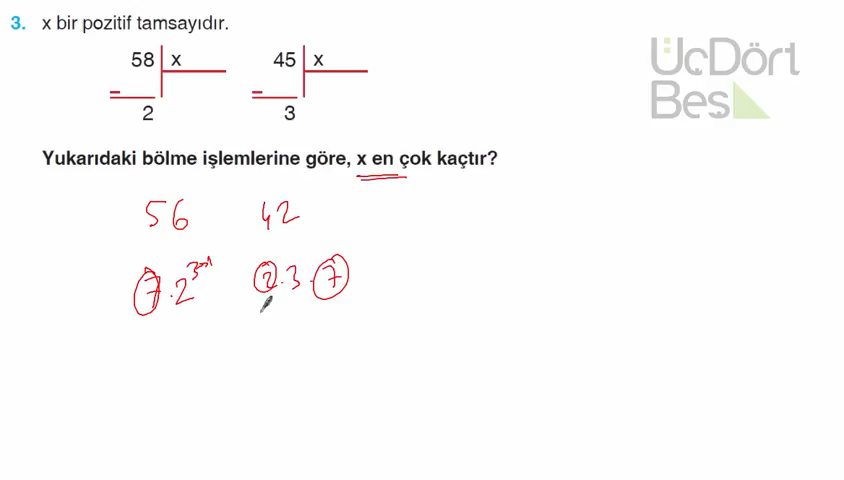 3. x bir pozitif tamsayıdır.
58 x 45 x
- -
2 3
ÜçDört
Beş
Yukarıdaki bölme işlemlerine göre, x en çok kaçtır?
56 42
7 . 2³⁻¹ 2 . 3 . 7